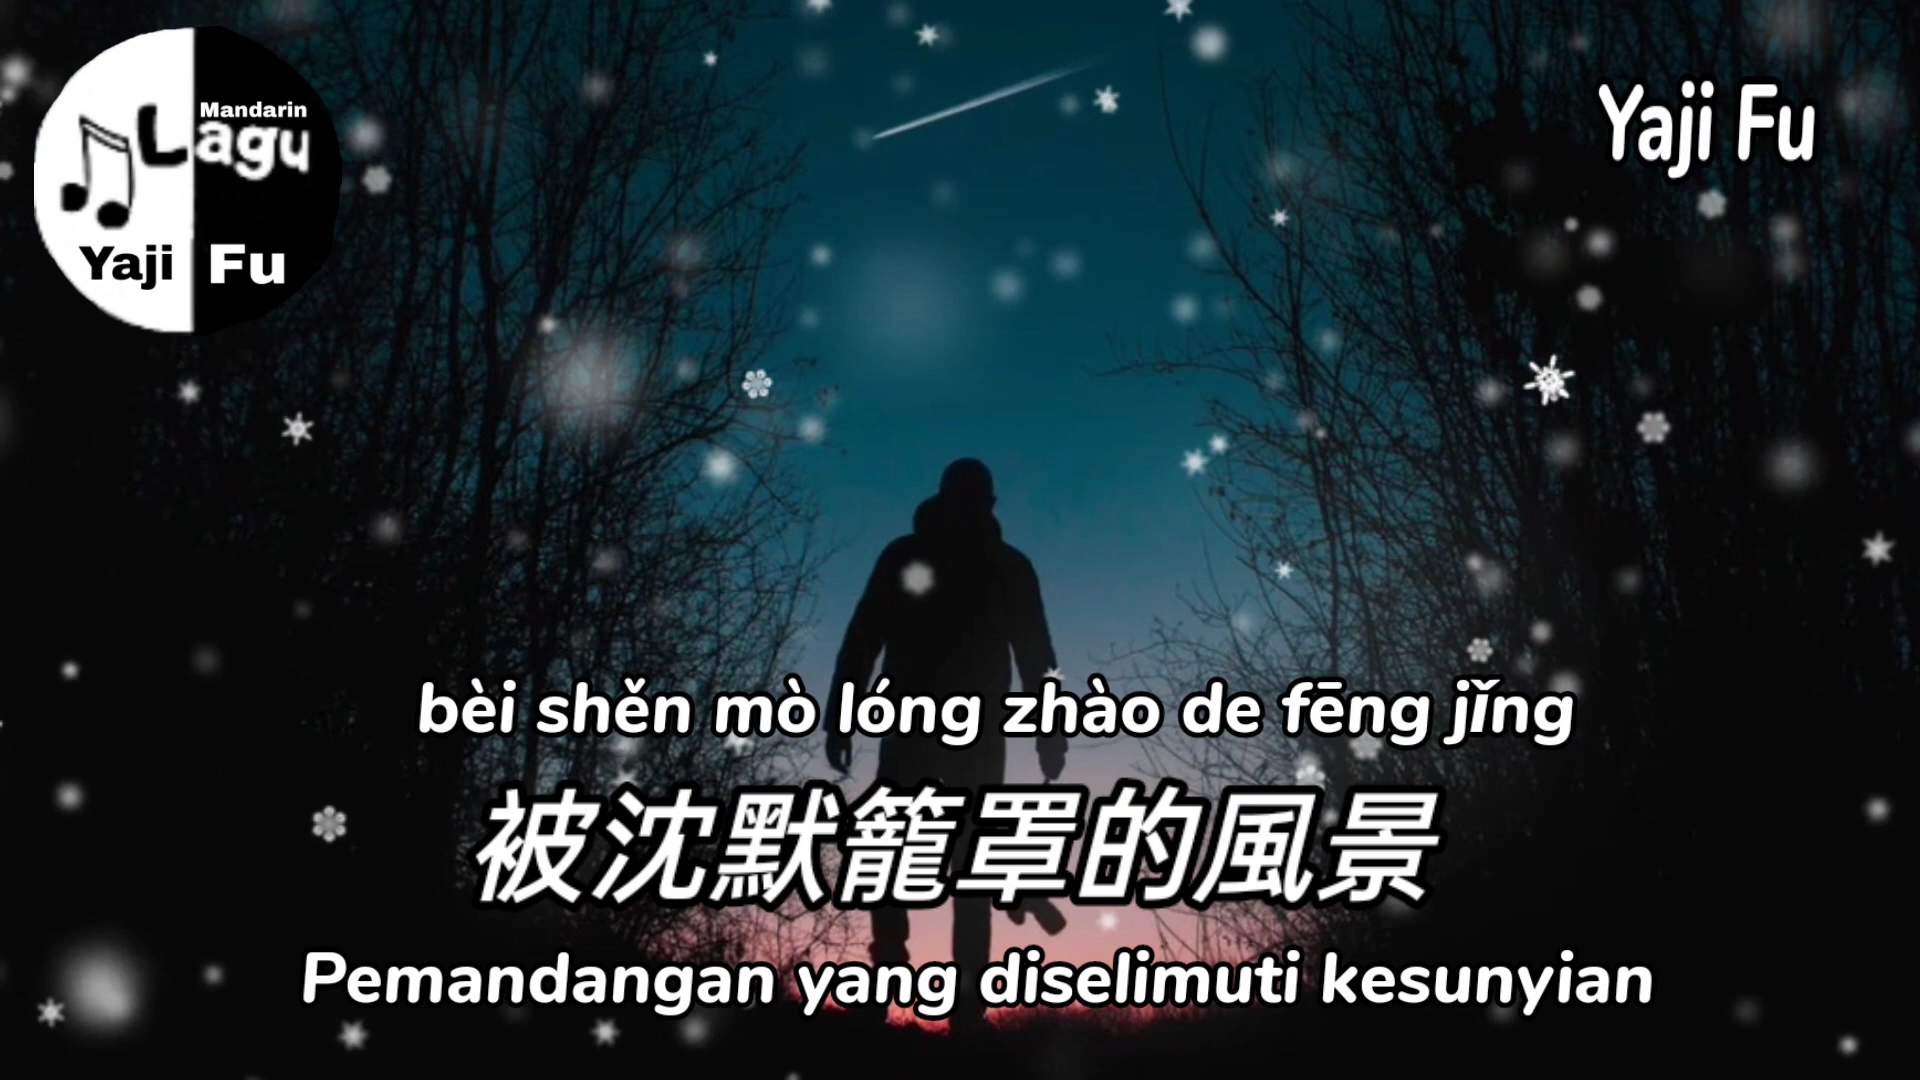 Mandarin
Lagu
Yaji Fu
Yaji Fu
bèi shěn mò lóng zhào de fēng jǐng
被沈默籠罩的風景
Pemandangan yang diselimuti kesunyian